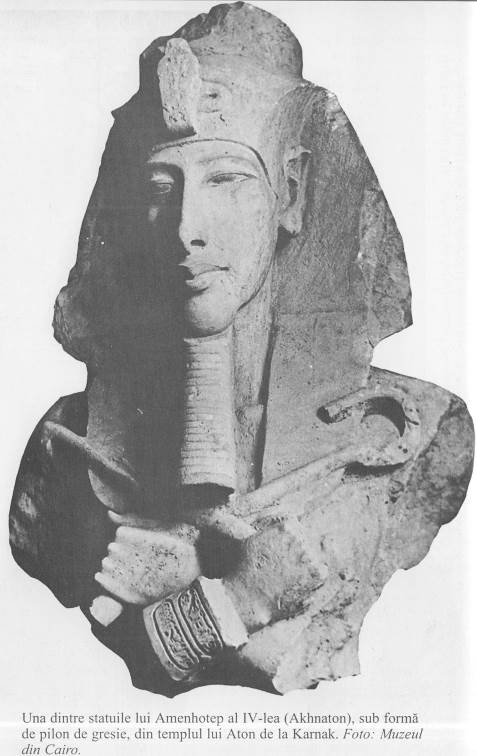 Una dintre statuile lui Amenhotep al IV-lea (Akhnaton), sub formă
de pilon de gresie, din templul lui Aton de la Karnak. Foto: Muzeul
din Cairo.